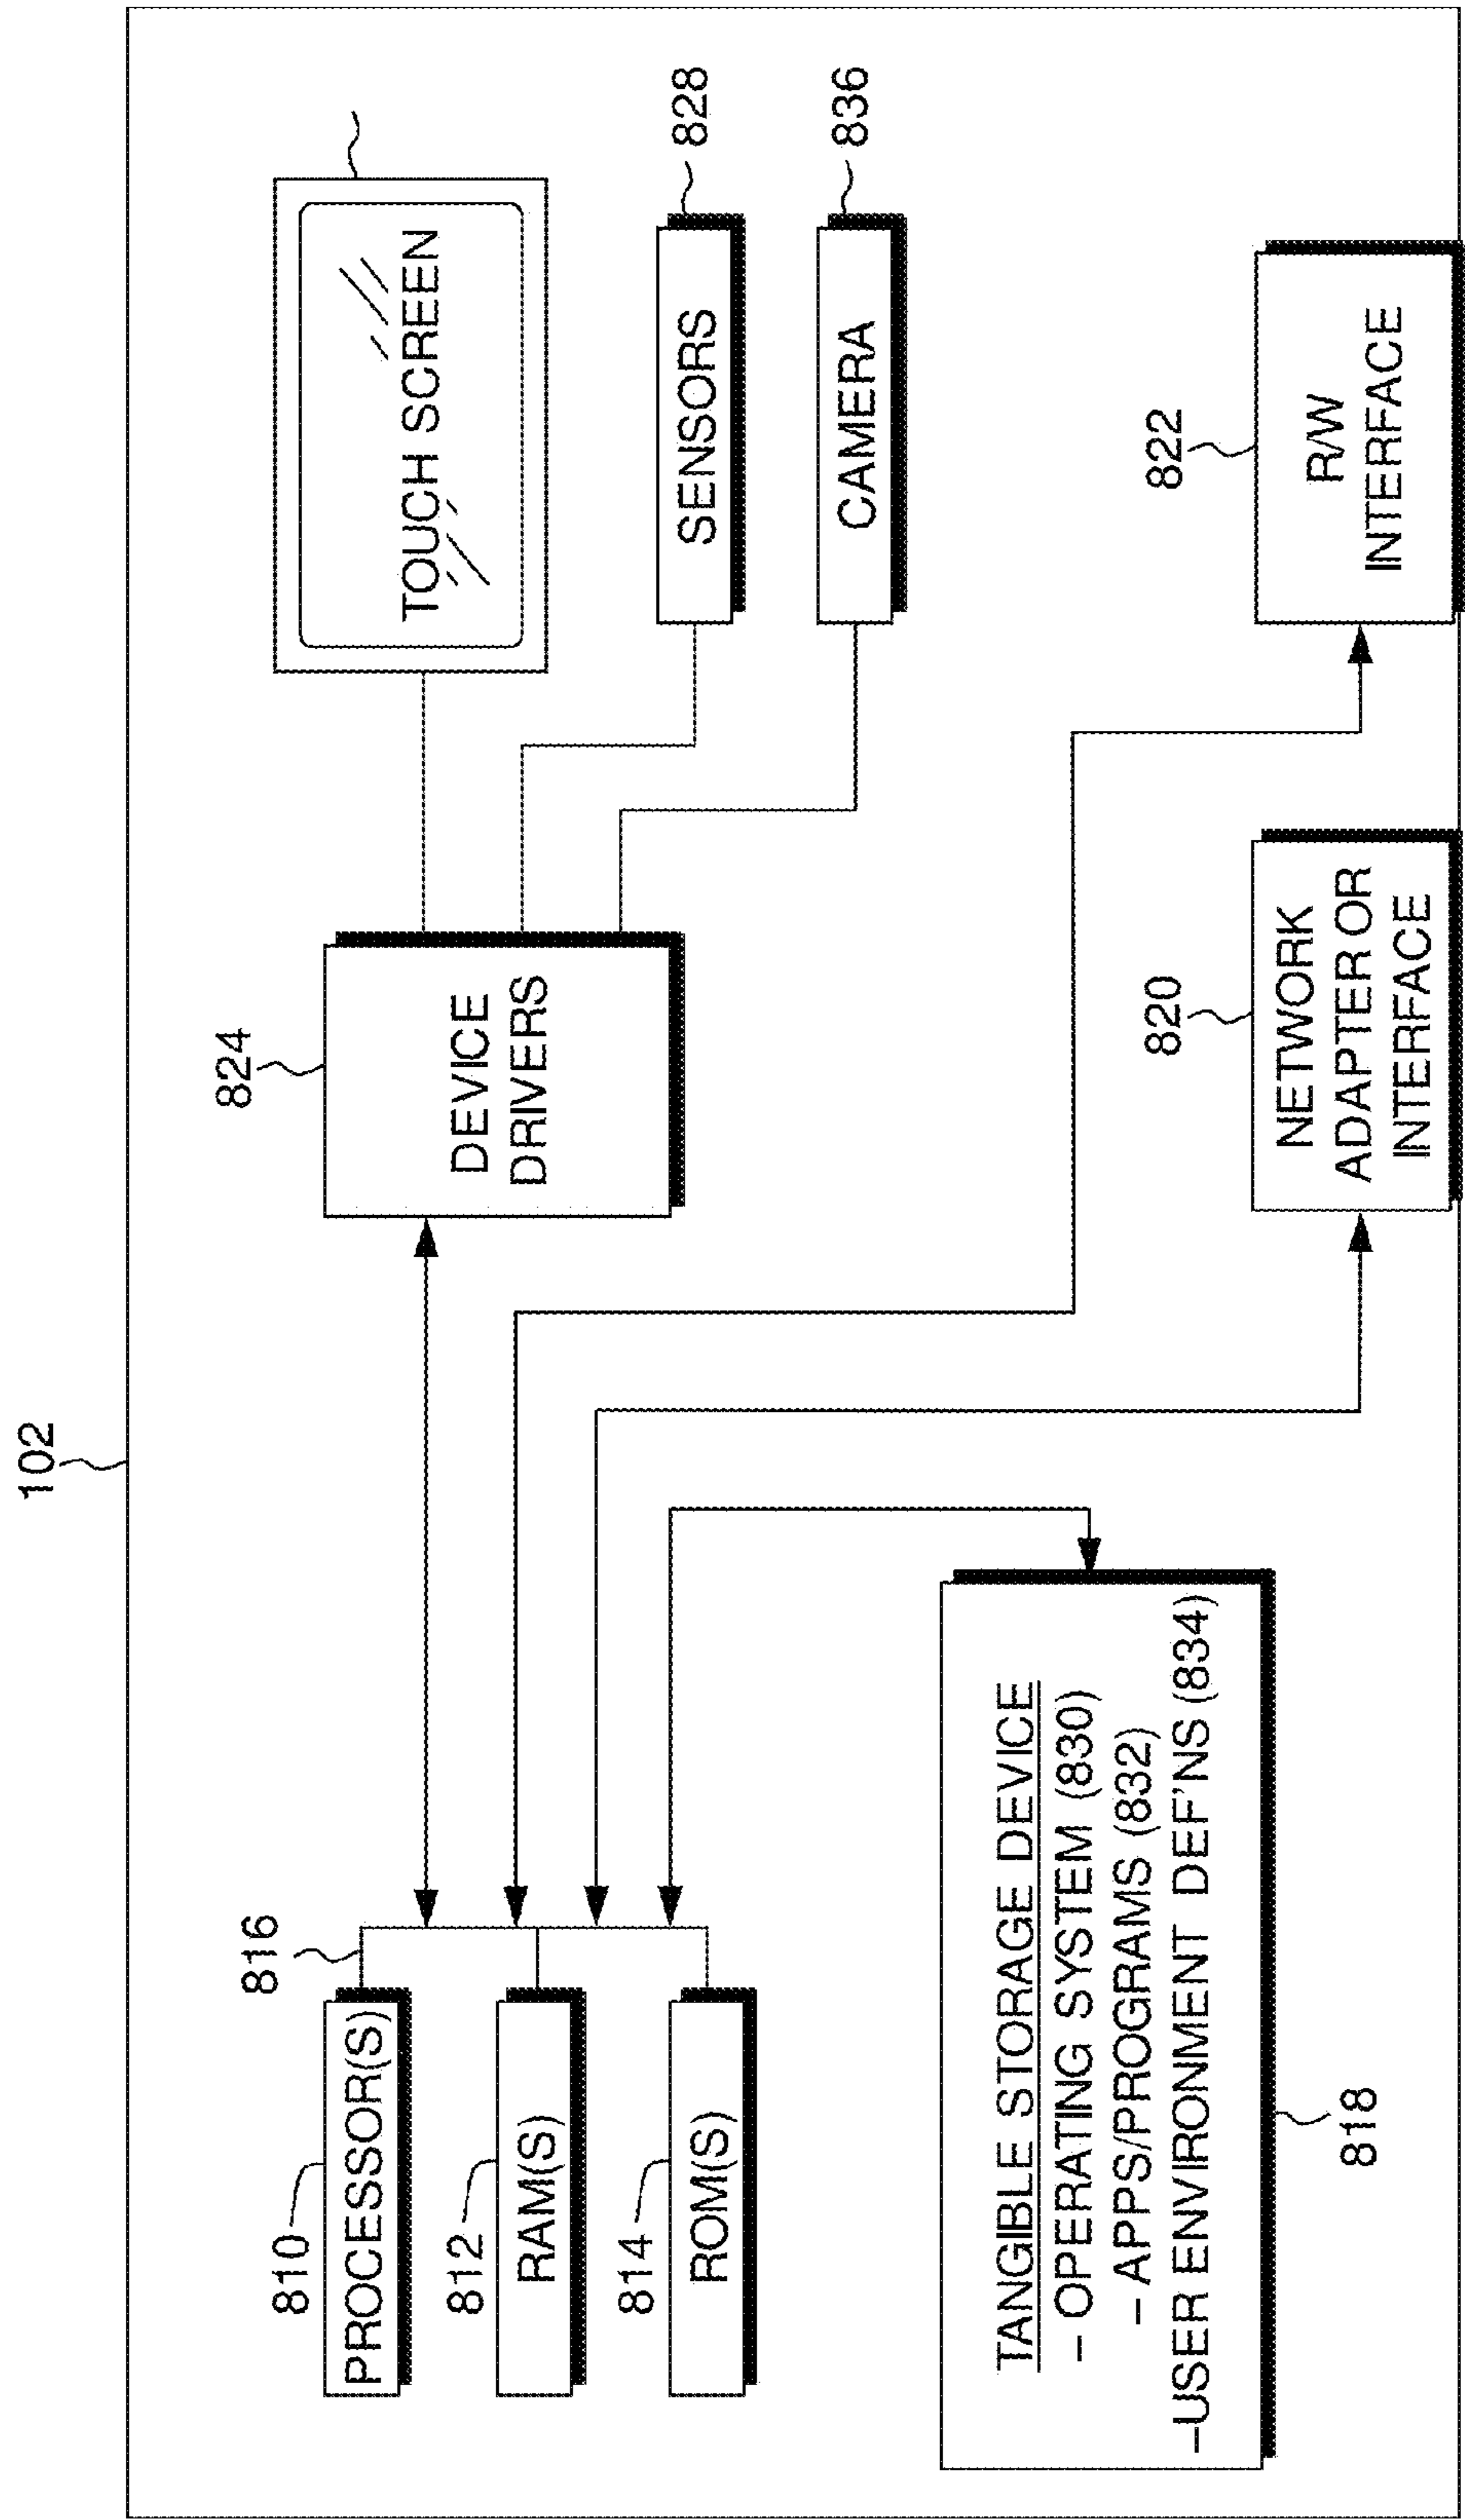 102
810
PROCESSOR(S)
816
812
RAM(S)
814
ROM(S)
824
DEVICE
DRIVERS
TOUCH SCREEN
SENSORS
828
CAMERA
836
TANGIBLE STORAGE DEVICE
– OPERATING SYSTEM (830)
– APPS/PROGRAMS (832)
–USER ENVIRONMENT DEF'NS (834)
818
820
NETWORK
ADAPTER OR
INTERFACE
822
R/W
INTERFACE